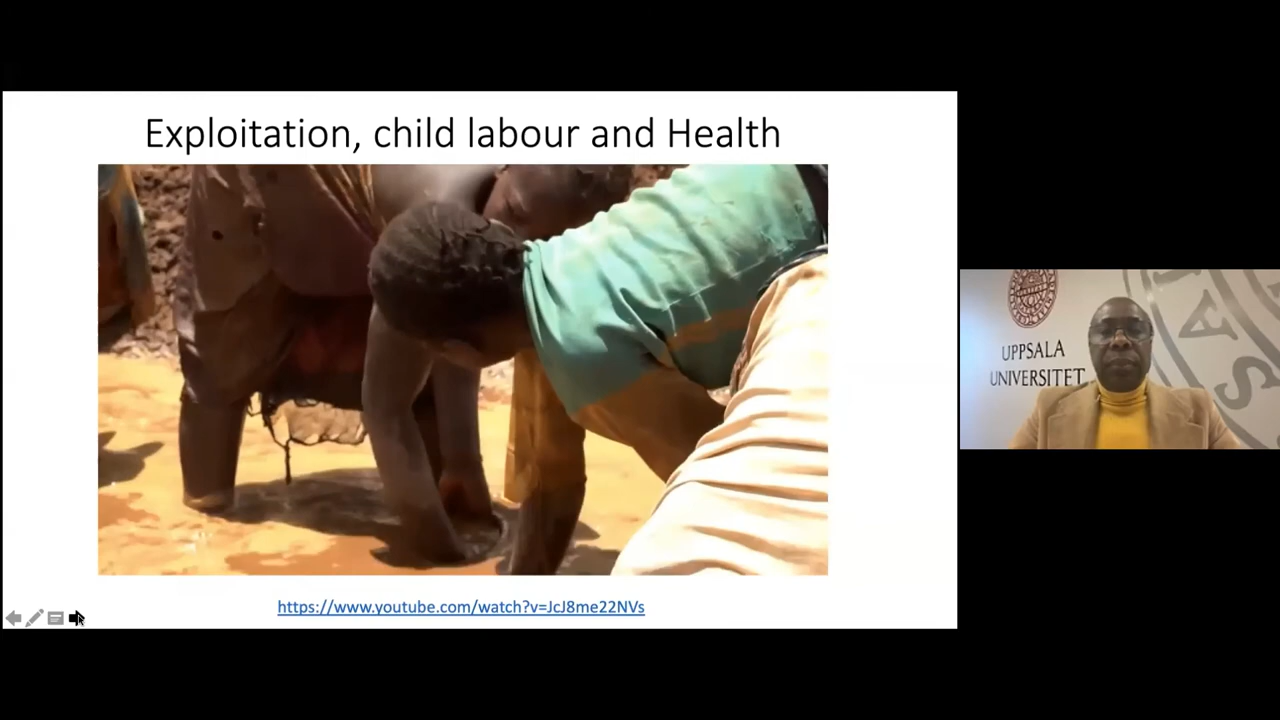 Exploitation, child labour and Health
https://www.youtube.com/watch?v=JcJ8me22NVs
UPPSALA
UNIVERSITET